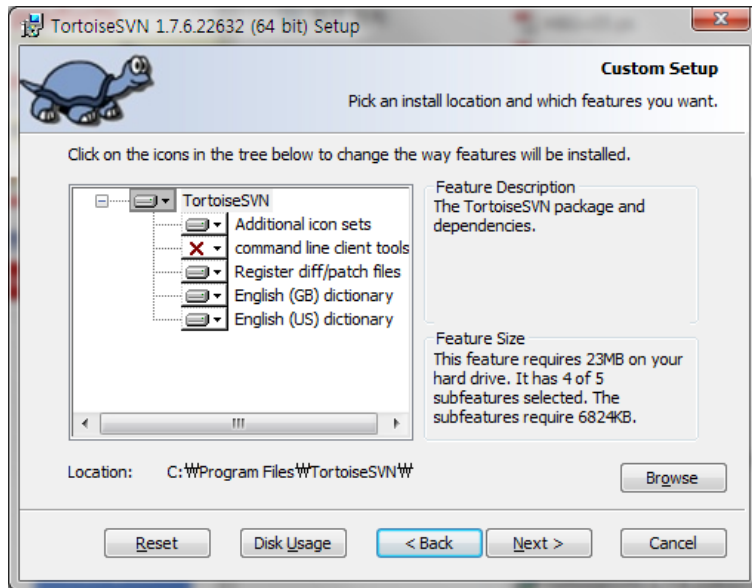 TortoiseSVN 1.7.6.22632 (64 bit) Setup
Custom Setup
Pick an install location and which features you want.
Click on the icons in the tree below to change the way features will be installed.
TortoiseSVN
Additional icon sets
command line client tools
Register diff/patch files
English (GB) dictionary
English (US) dictionary
Feature Description
The TortoiseSVN package and
dependencies.
Feature Size
This feature requires 23MB on your
hard drive. It has 4 of 5
subfeatures selected. The
subfeatures require 6824KB.
Location: C:₩Program Files₩TortoiseSVN₩
Browse
Reset Disk Usage < Back Next > Cancel